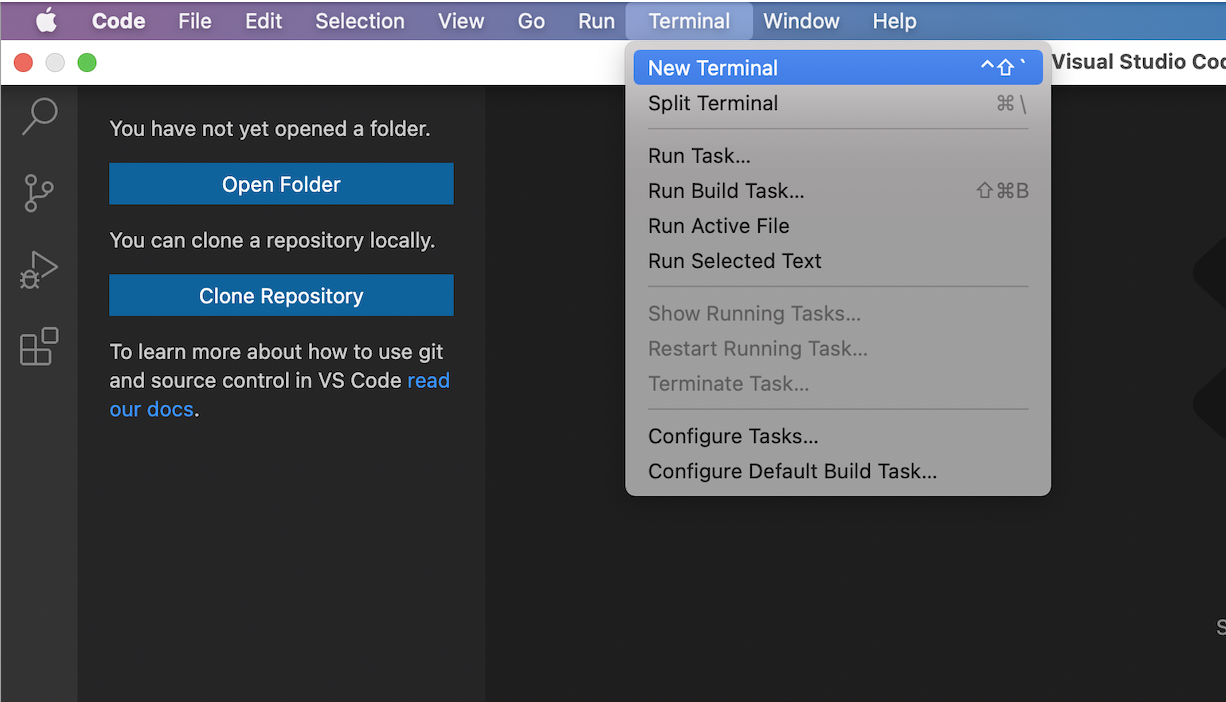 Code File Edit Selection View Go Run Terminal Window Help
Visual Studio Coc
New Terminal ^⇧`
Split Terminal ⌘\
Run Task...
Run Build Task... ⇧⌘B
Run Active File
Run Selected Text
Show Running Tasks...
Restart Running Task...
Terminate Task...
Configure Tasks...
Configure Default Build Task...
You have not yet opened a folder.
Open Folder
You can clone a repository locally.
Clone Repository
To learn more about how to use git
and source control in VS Code read
our docs.
S